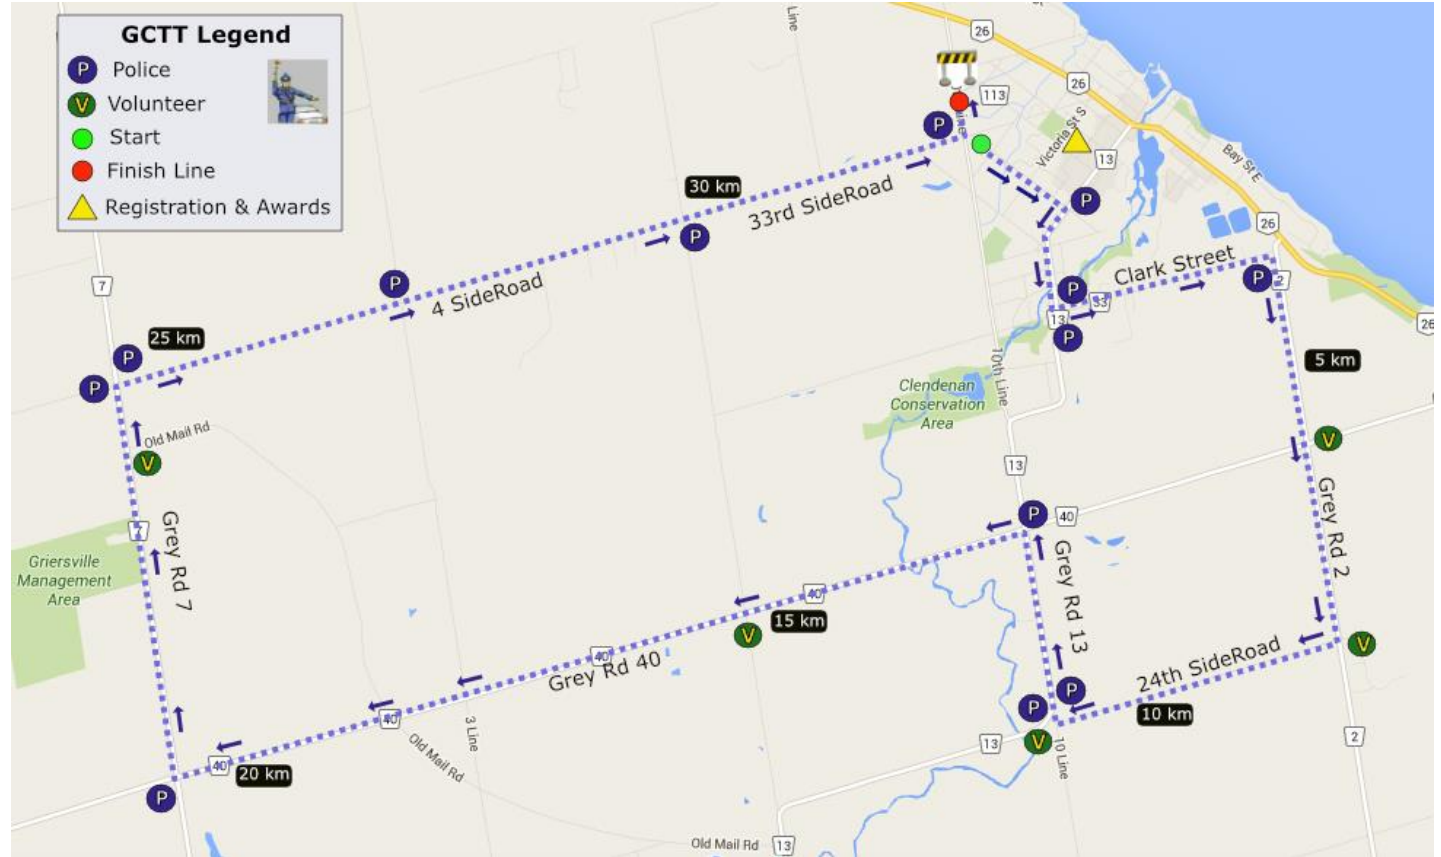 GCTT Legend
P Police
V Volunteer
Start
Finish Line
Registration & Awards
Line
26
113
26
P
Victoria St S
13
Bay St E
30 km
33rd SideRoad
P
26
P
7
P
4 SideRoad
P
33
Clark Street
P
2
13
P
26
25 km
P
P
10th Line
5 km
Clendenan
Conservation
Area
Old Mail Rd
V
V
13
P
40
Grey Rd 2
7
Grey Rd 7
Griersville
Management
Area
Grey Rd 13
40
15 km
V
V
40
Grey Rd 40
24th SideRoad
P
P
10 km
40
3 Line
V
13
10 Line
2
Old Mail Rd
40
20 km
P
Old Mail Rd
13